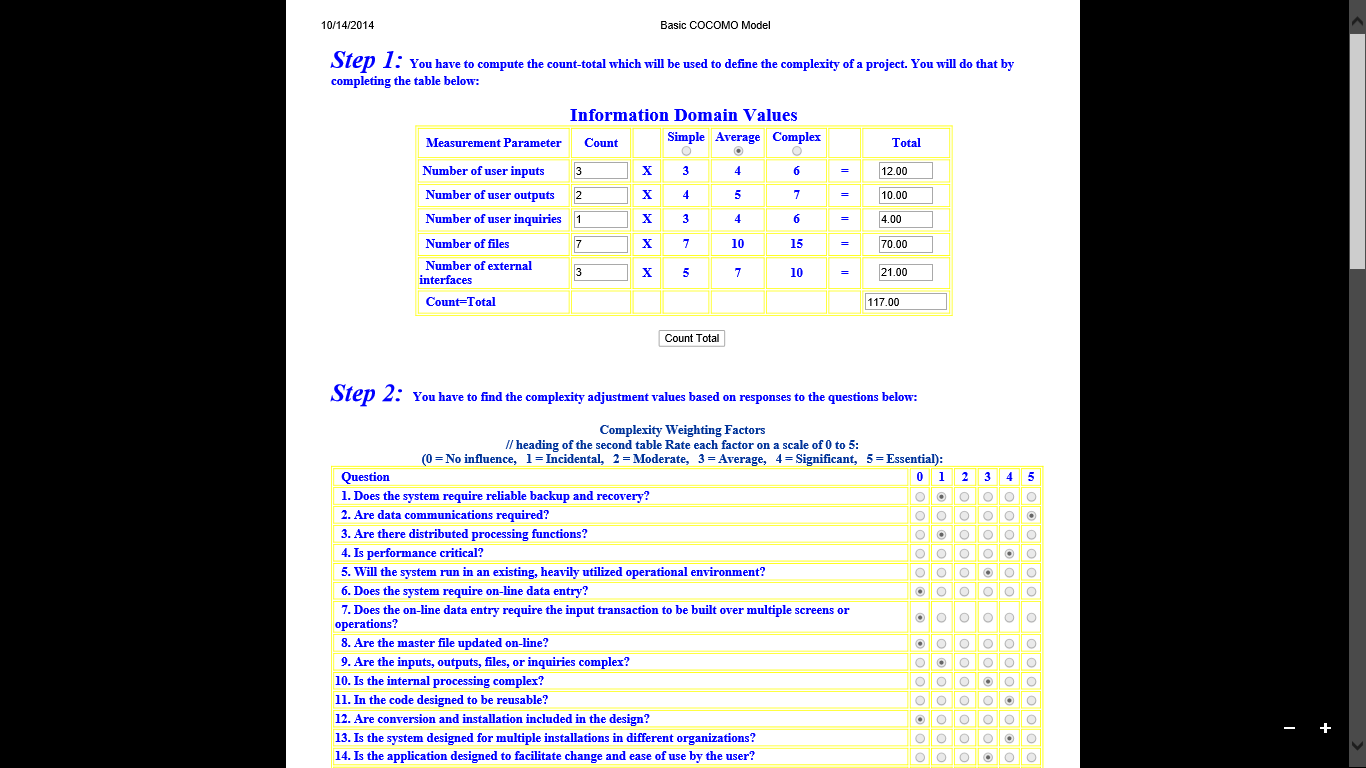 10/14/2014 Basic COCOMO Model
Step 1: You have to compute the count-total which will be used to define the complexity of a project. You will do that by
completing the table below:
Information Domain Values
Measurement Parameter Count Simple Average Complex Total
Number of user inputs 3 X 3 4 6 = 12.00
Number of user outputs 2 X 4 5 7 = 10.00
Number of user inquiries 1 X 3 4 6 = 4.00
Number of files 7 X 7 10 15 = 70.00
Number of external
interfaces 3 X 5 7 10 = 21.00
Count=Total 117.00
Count Total
Step 2: You have to find the complexity adjustment values based on responses to the questions below:
Complexity Weighting Factors
// heading of the second table Rate each factor on a scale of 0 to 5:
(0 = No influence, 1 = Incidental, 2 = Moderate, 3 = Average, 4 = Significant, 5 = Essential):
Question 0 1 2 3 4 5
1. Does the system require reliable backup and recovery?
2. Are data communications required?
3. Are there distributed processing functions?
4. Is performance critical?
5. Will the system run in an existing, heavily utilized operational environment?
6. Does the system require on-line data entry?
7. Does the on-line data entry require the input transaction to be built over multiple screens or
operations?
8. Are the master file updated on-line?
9. Are the inputs, outputs, files, or inquiries complex?
10. Is the internal processing complex?
11. In the code designed to be reusable?
12. Are conversion and installation included in the design?
13. Is the system designed for multiple installations in different organizations?
14. Is the application designed to facilitate change and ease of use by the user?